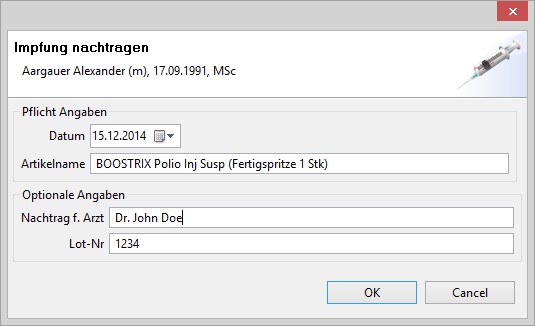 Impfung nachtragen
Aargauer Alexander (m), 17.09.1991, MSc
Pflicht Angaben
Datum 15.12.2014
Artikelname BOOSTRIX Polio Inj Susp (Fertigspritze 1 Stk)
Optionale Angaben
Nachtrag f. Arzt Dr. John Doe
Lot-Nr 1234
OK Cancel